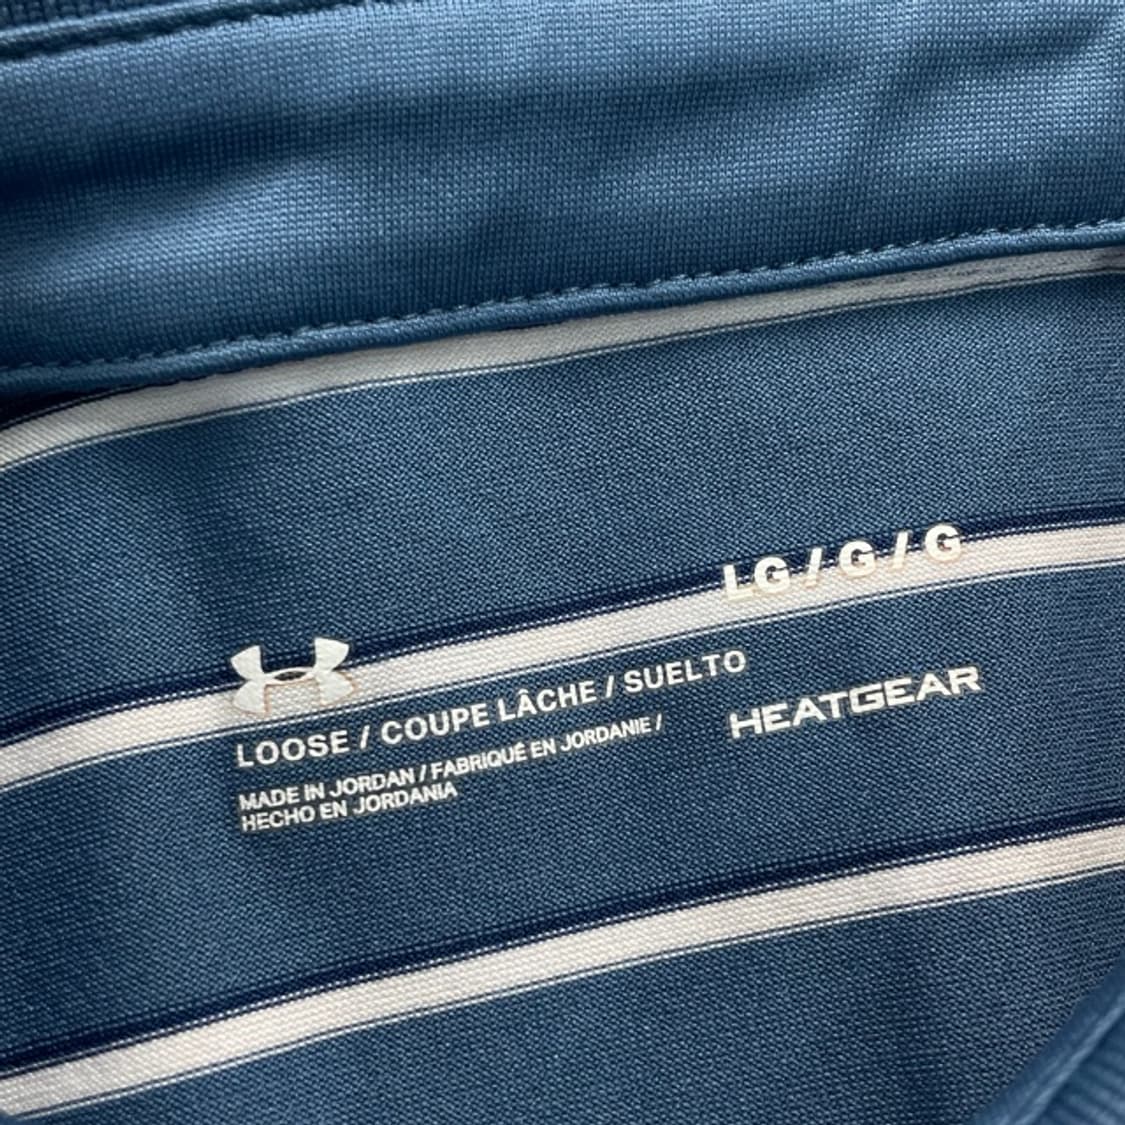 LG / G / G
LOOSE / COUPE LÂCHE / SUELTO
HEATGEAR
MADE IN JORDAN / FABRIQUÉ EN JORDANIE /
HECHO EN JORDANIA